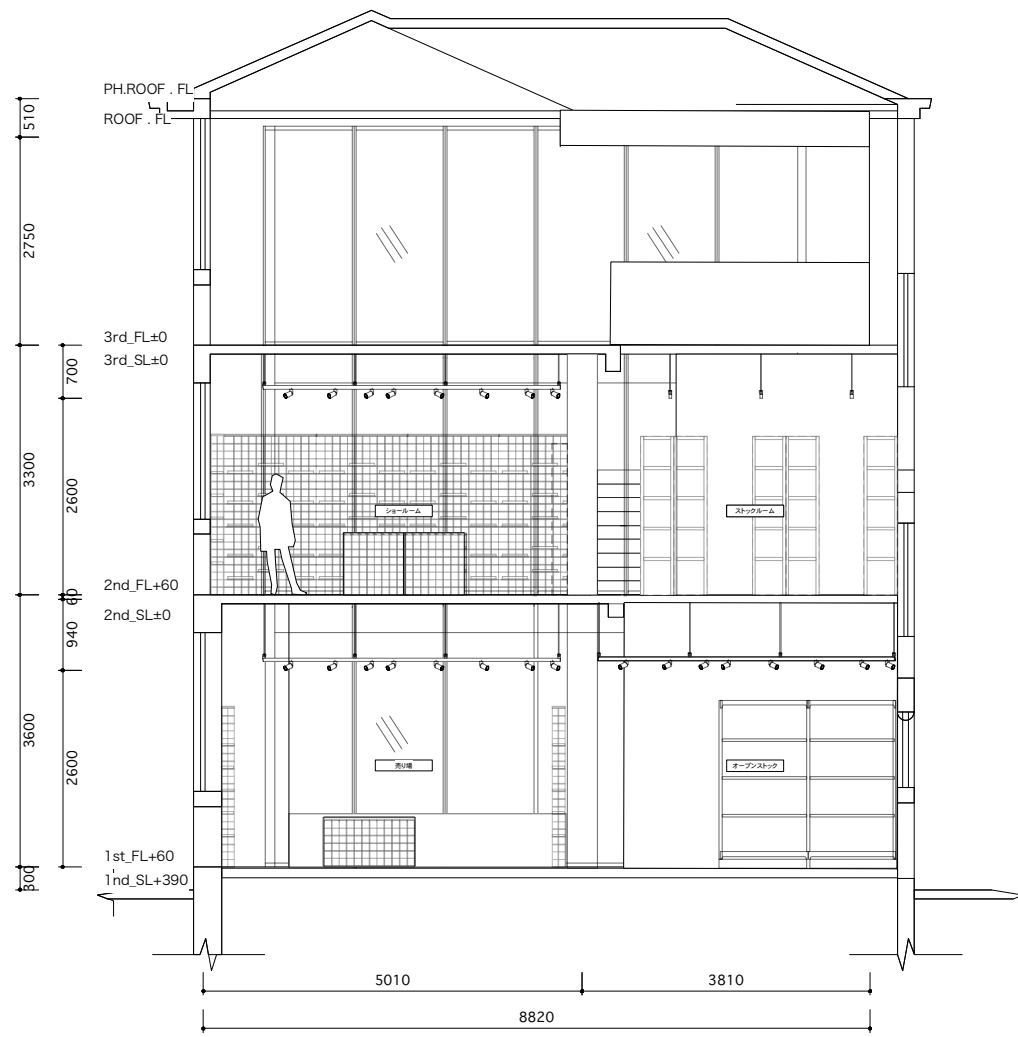 PH.ROOF . FL
510
ROOF . FL
2750
3rd_FL±0
3rd_SL±0
700
3300
2600
ショールーム
ストックルーム
2nd_FL+60
60
2nd_SL±0
940
3600
2600
売り場
オープンストック
1st_FL+60
300
1nd_SL+390
5010
3810
8820